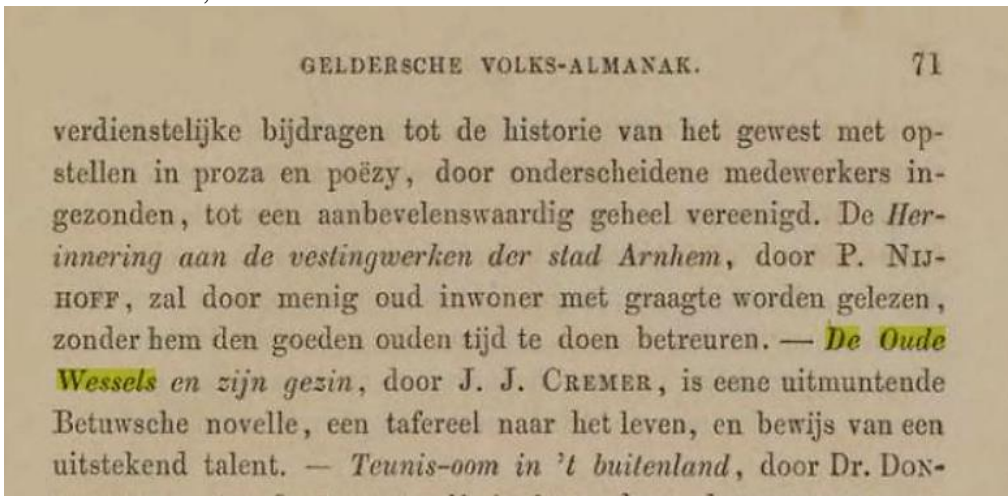 GELDERSCHE VOLKS-ALMANAK. 71
verdienstelijke bijdragen tot de historie van het gewest met op-
stellen in proza en poëzy, door onderscheidene medewerkers in-
gezonden, tot een aanbevelenswaardig geheel vereenigd. De Her-
innering aan de vestingwerken der stad Arnhem, door P. NIJ-
HOFF, zal door menig oud inwoner met graagte worden gelezen,
zonder hem den goeden ouden tijd te doen betreuren. — De Oude
Wessels en zijn gezin, door J. J. CREMER, is eene uitmuntende
Betuwsche novelle, een tafereel naar het leven, en bewijs van een
uitstekend talent. — Teunis-oom in 't buitenland, door Dr. DON-